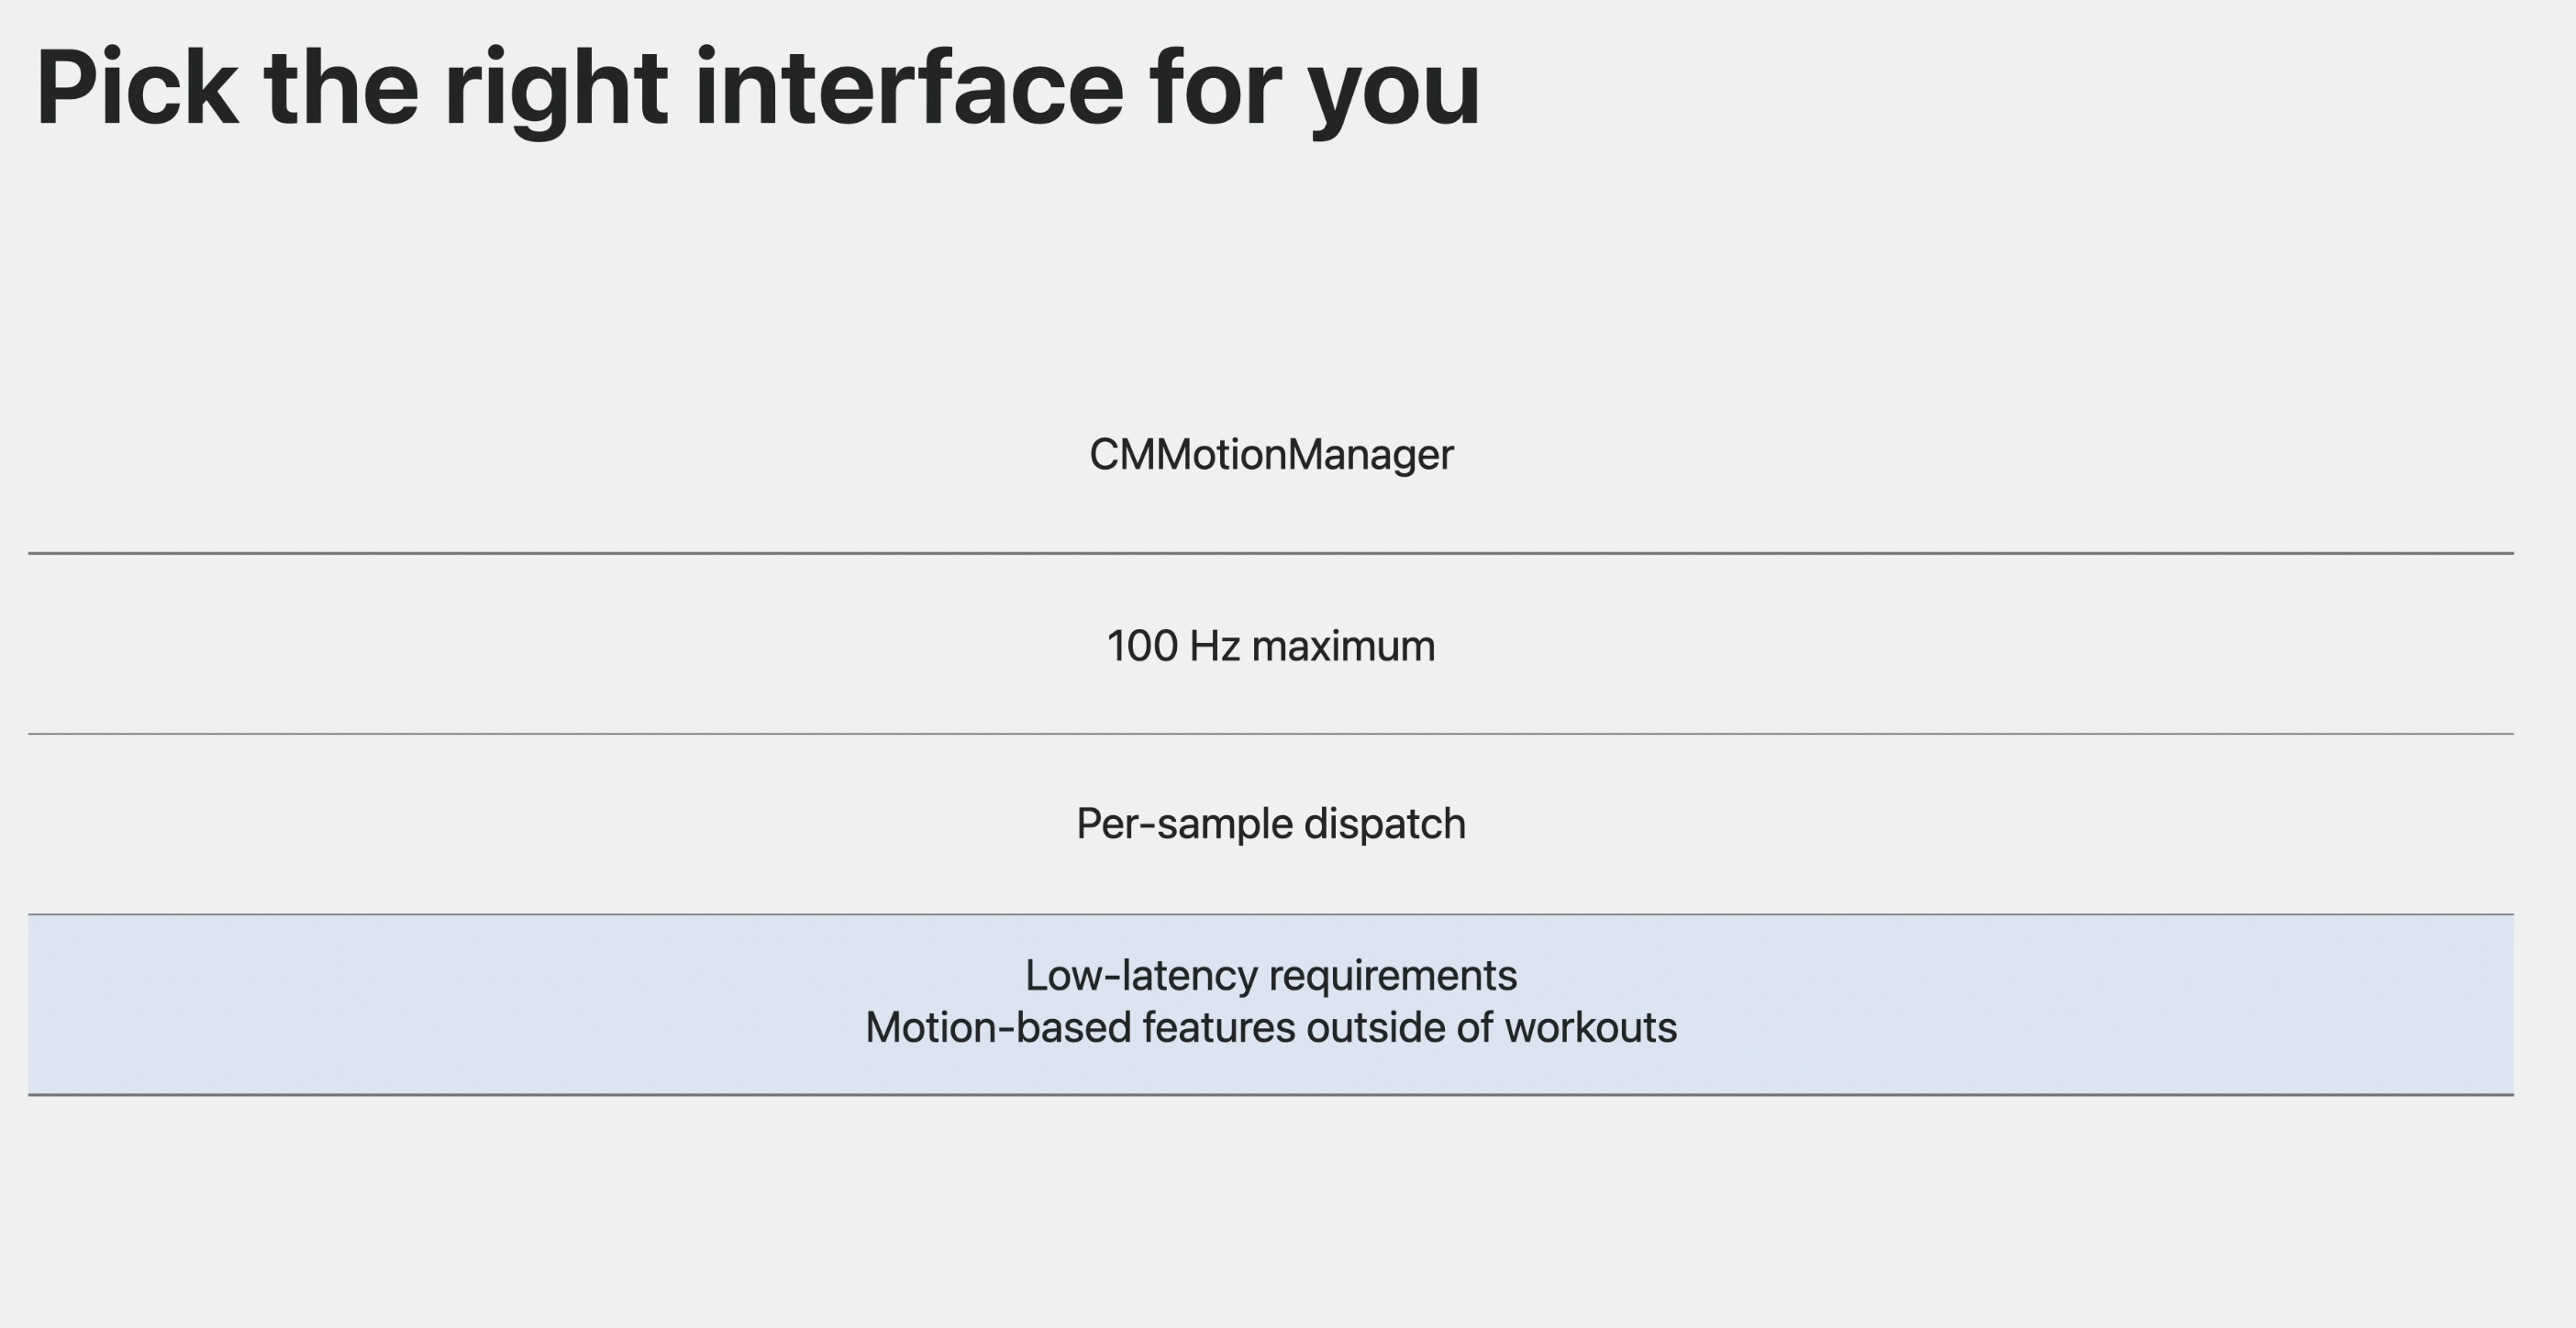 Pick the right interface for you
CMMotionManager
100 Hz maximum
Per-sample dispatch
Low-latency requirements
Motion-based features outside of workouts